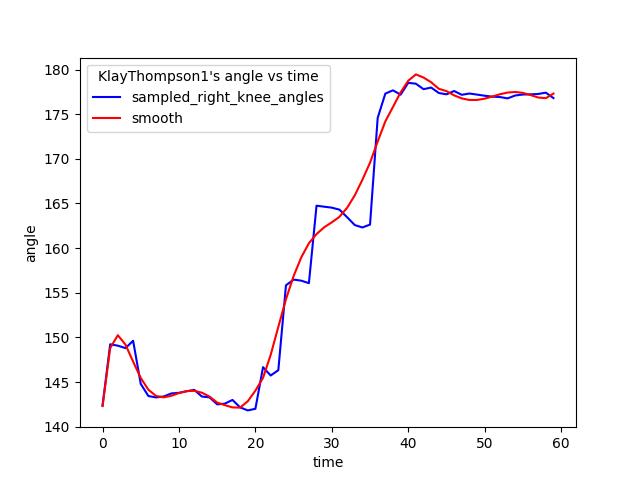 KlayThompson1's angle vs time
sampled_right_knee_angles
smooth
180
175
170
165
160
155
150
145
140
angle
0 10 20 30 40 50 60
time